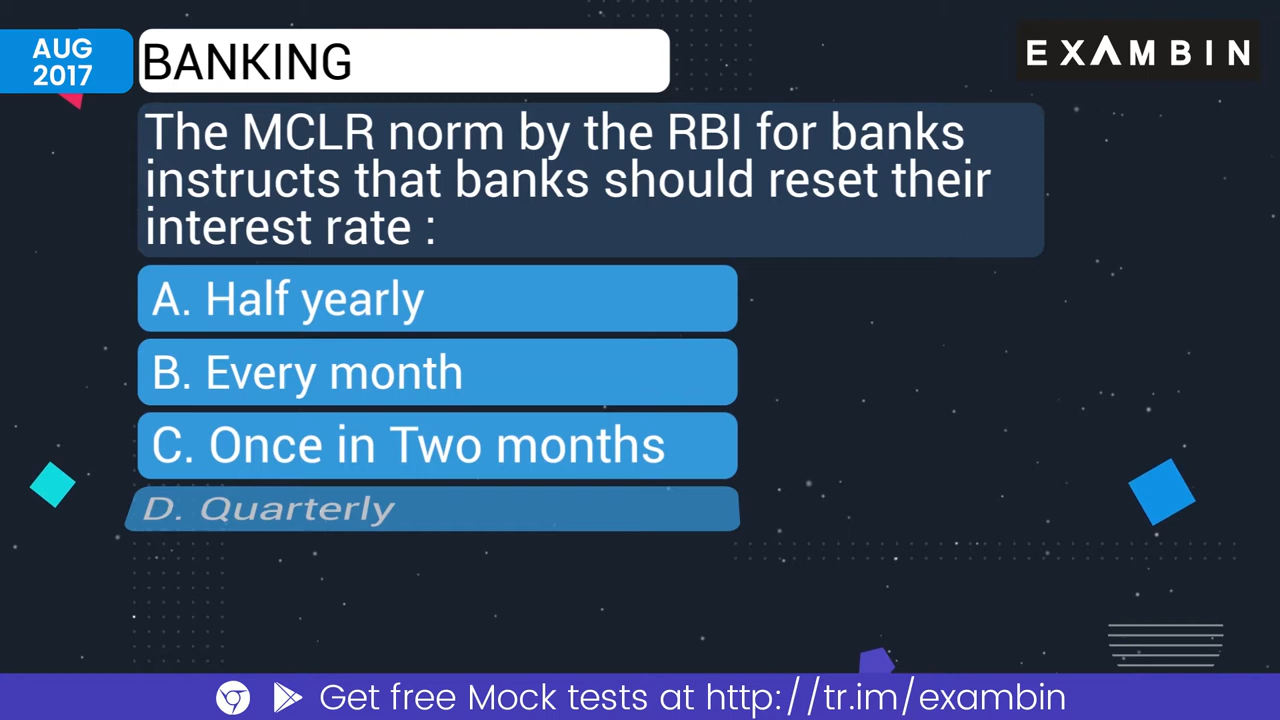 AUG
2017
BANKING
EXAMBIN
The MCLR norm by the RBI for banks
instructs that banks should reset their
interest rate :
A. Half yearly
B. Every month
C. Once in Two months
D. Quarterly
Get free Mock tests at http://tr.im/exambin